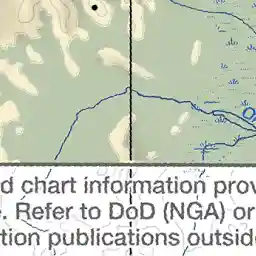 d chart information prov
. Refer to DoD (NGA) or
tion publications outside